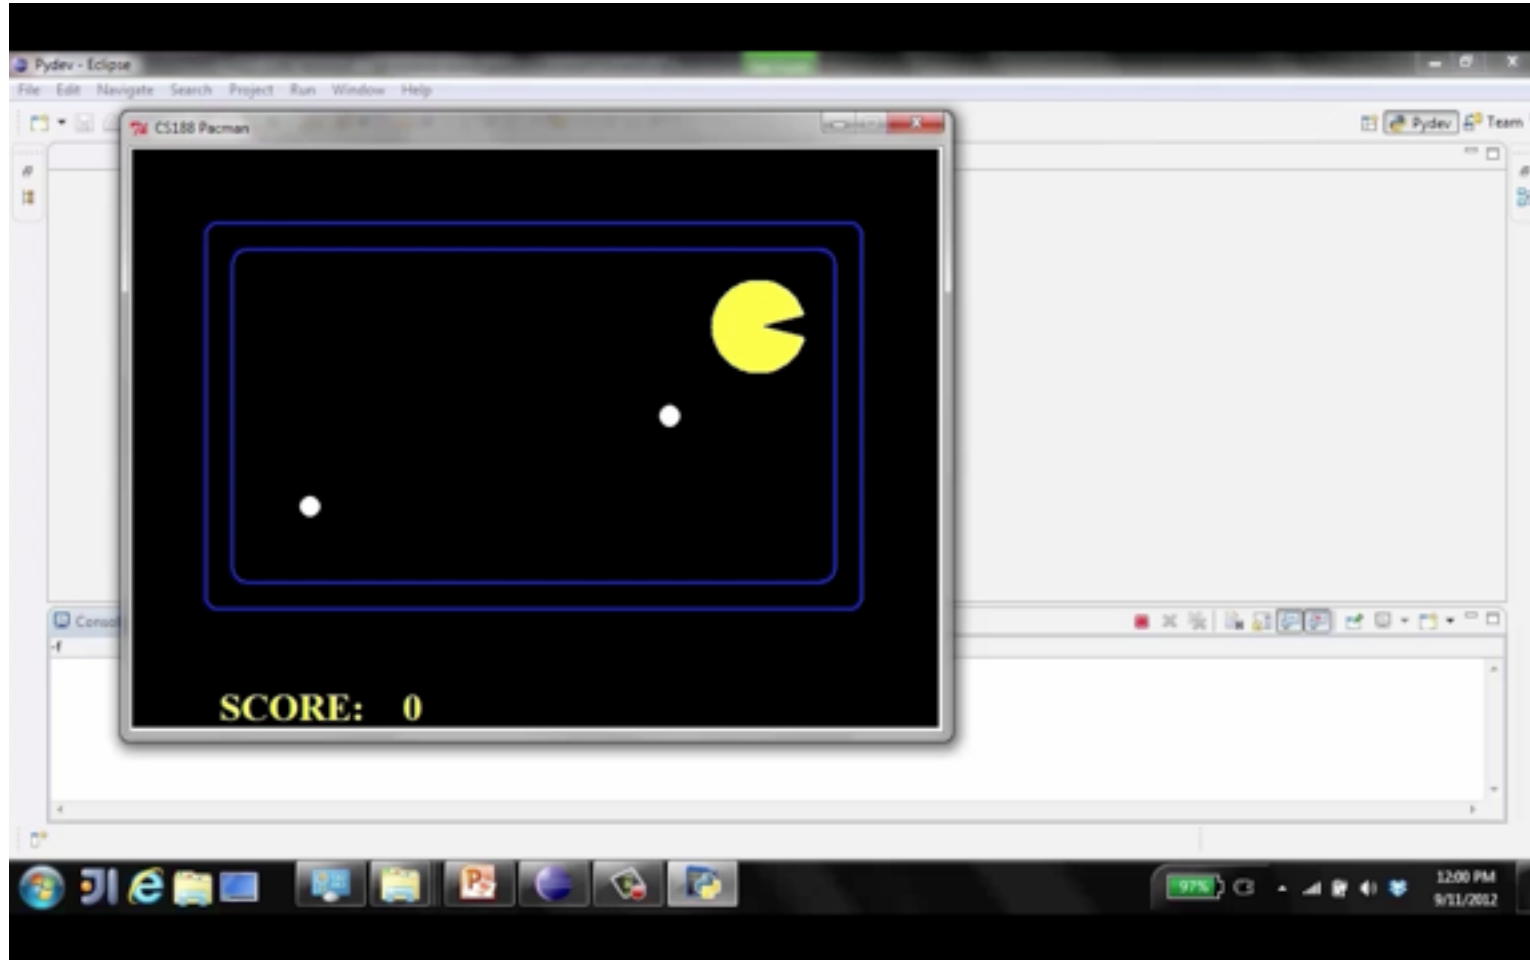 Pydev - Eclipse
File Edit Navigate Search Project Run Window Help
CS188 Pacman
Pydev Team
SCORE: 0
-f
97%
12:00 PM
9/11/2012